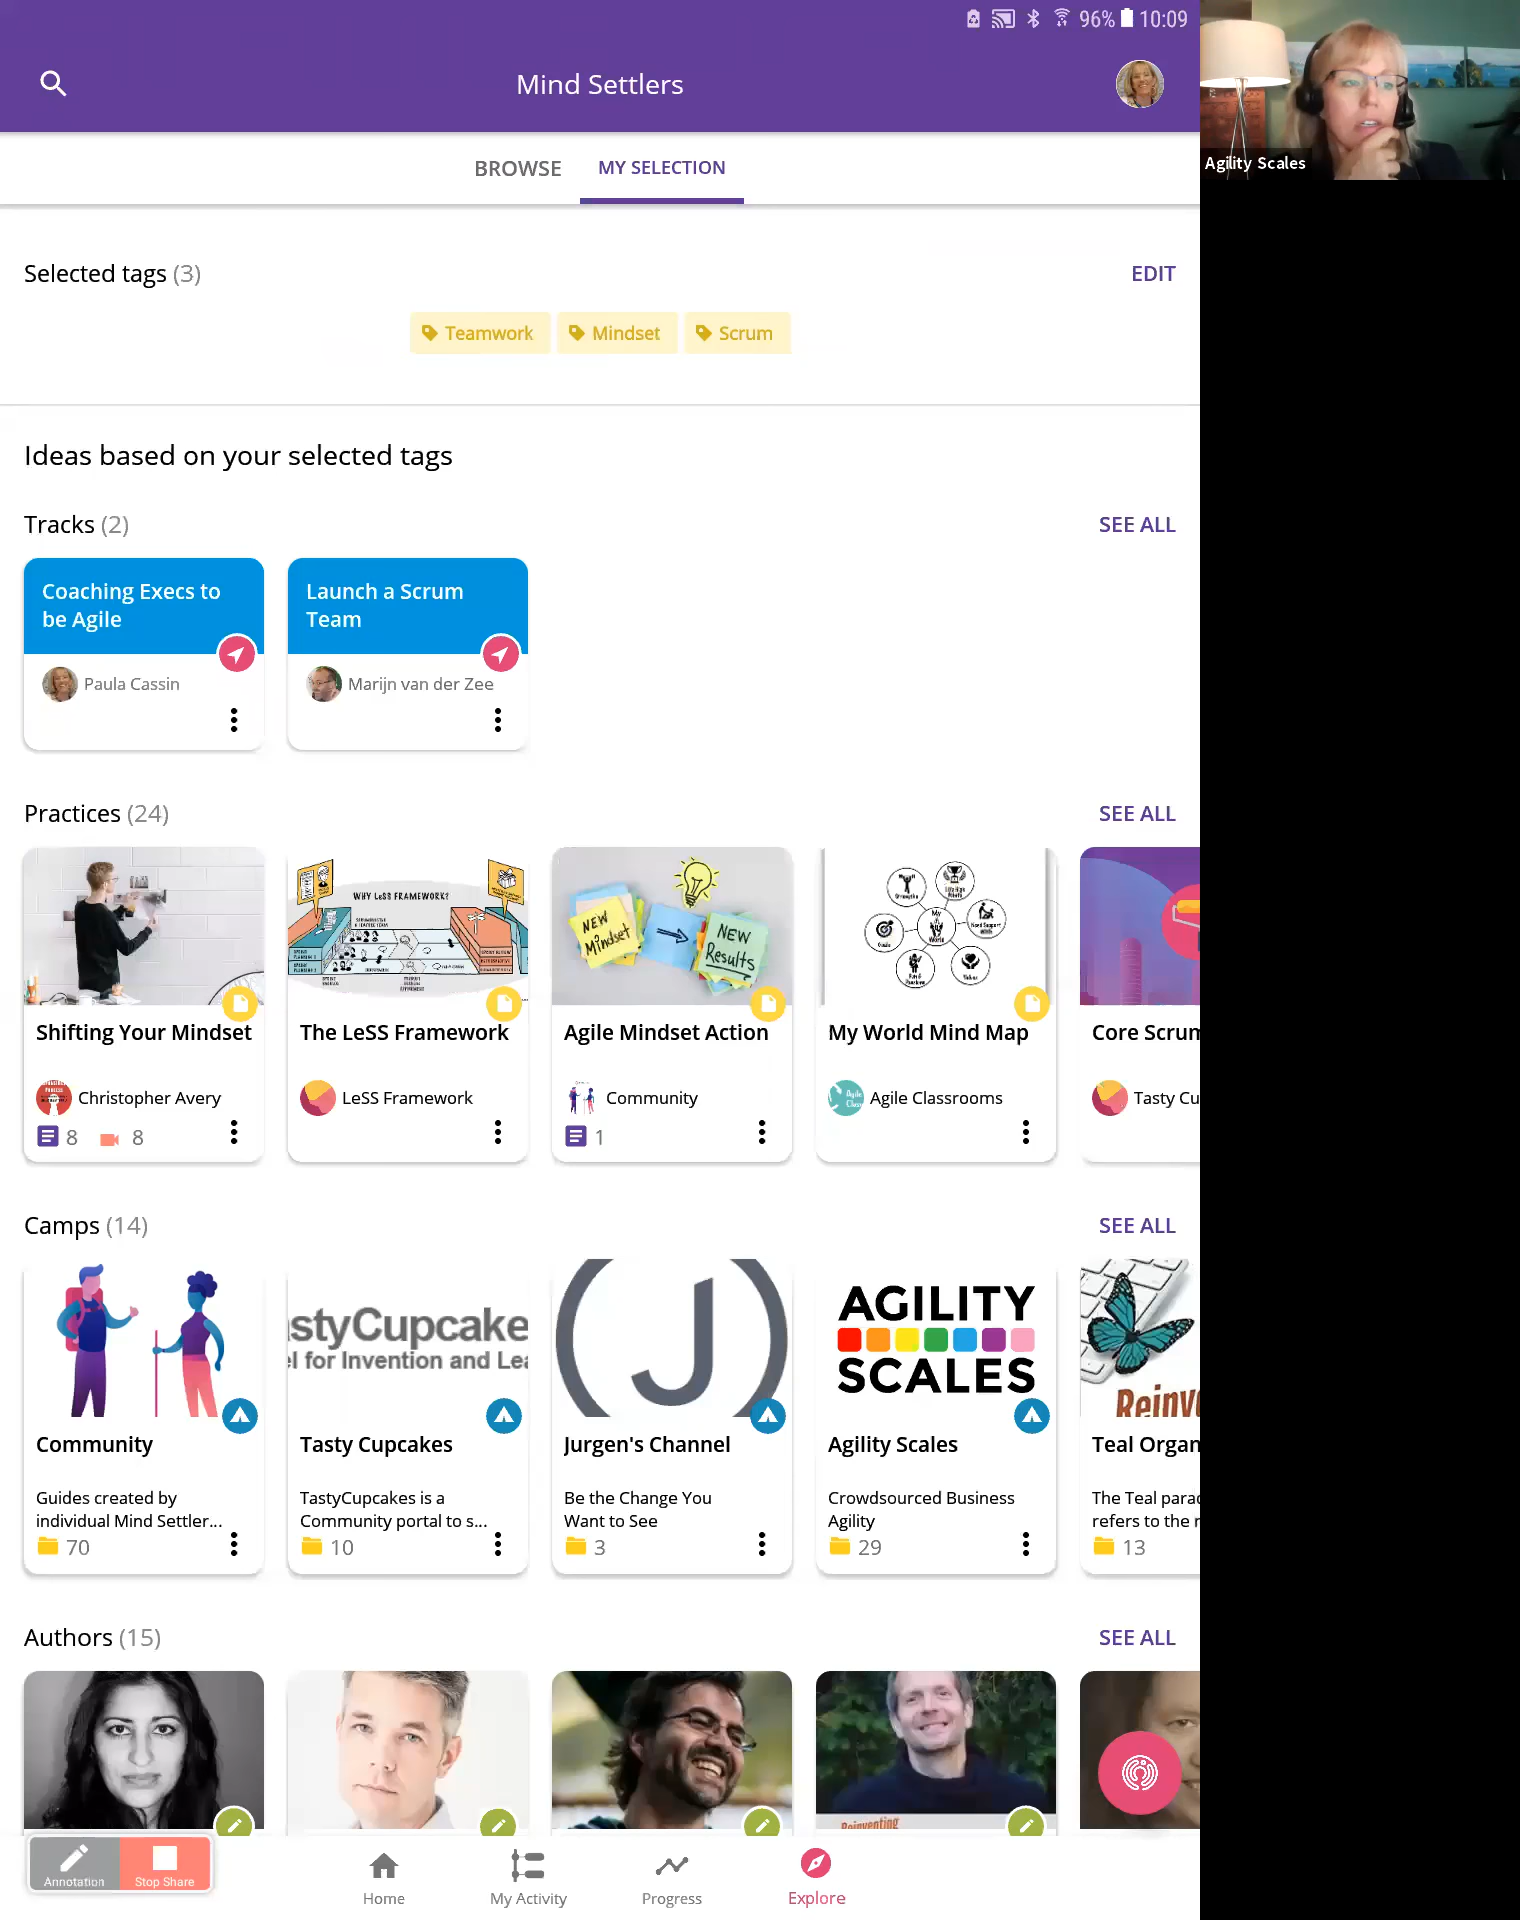 96% 10:09
Mind Settlers
Agility Scales
BROWSE MY SELECTION
Selected tags (3) EDIT
Teamwork Mindset Scrum
Ideas based on your selected tags
Tracks (2) SEE ALL
Coaching Execs to
be Agile
Launch a Scrum
Team
Paula Cassin
Marijn van der Zee
Practices (24) SEE ALL
WHY LeSS FRAMEWORK?
NEW
Mindset
NEW
Results
My
World
Shifting Your Mindset
The LeSS Framework
Agile Mindset Action
My World Mind Map
Core Scrum
Christopher Avery
LeSS Framework
Community
Agile Classrooms
Tasty Cu
8 8
1
Camps (14) SEE ALL
styCupcake
l for Invention and Lea
J
AGILITY
SCALES
Reinv
Community
Tasty Cupcakes
Jurgen's Channel
Agility Scales
Teal Organ
Guides created by
individual Mind Settler...
TastyCupcakes is a
Community portal to s...
Be the Change You
Want to See
Crowdsourced Business
Agility
The Teal parad
refers to the r
70
10
3
29
13
Authors (15) SEE ALL
Reinventing
Annotation Stop Share
Home My Activity Progress Explore